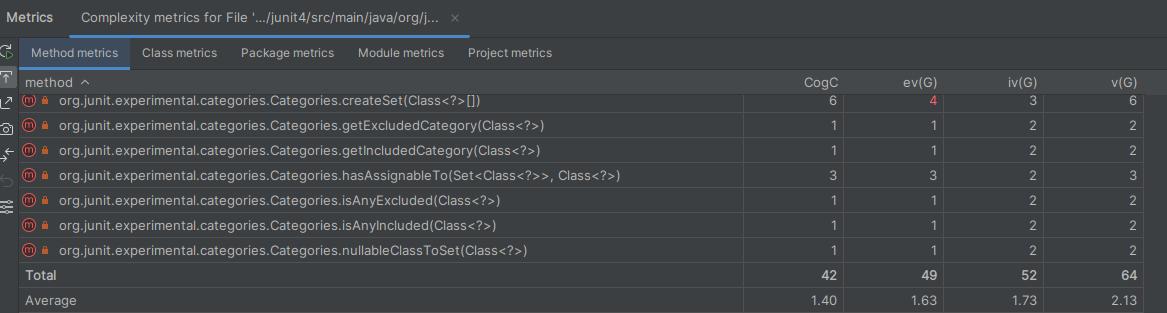 Metrics Complexity metrics for File '.../junit4/src/main/java/org/j... ×
Method metrics Class metrics Package metrics Module metrics Project metrics
method CogC ev(G) iv(G) v(G)
m org.junit.experimental.categories.Categories.createSet(Class<?>[]) 6 4 3 6
m org.junit.experimental.categories.Categories.getExcludedCategory(Class<?>) 1 1 2 2
m org.junit.experimental.categories.Categories.getIncludedCategory(Class<?>) 1 1 2 2
m org.junit.experimental.categories.Categories.hasAssignableTo(Set<Class<?>>, Class<?>) 3 3 2 3
m org.junit.experimental.categories.Categories.isAnyExcluded(Class<?>) 1 1 2 2
m org.junit.experimental.categories.Categories.isAnyIncluded(Class<?>) 1 1 2 2
m org.junit.experimental.categories.Categories.nullableClassToSet(Class<?>) 1 1 2 2
Total 42 49 52 64
Average 1.40 1.63 1.73 2.13